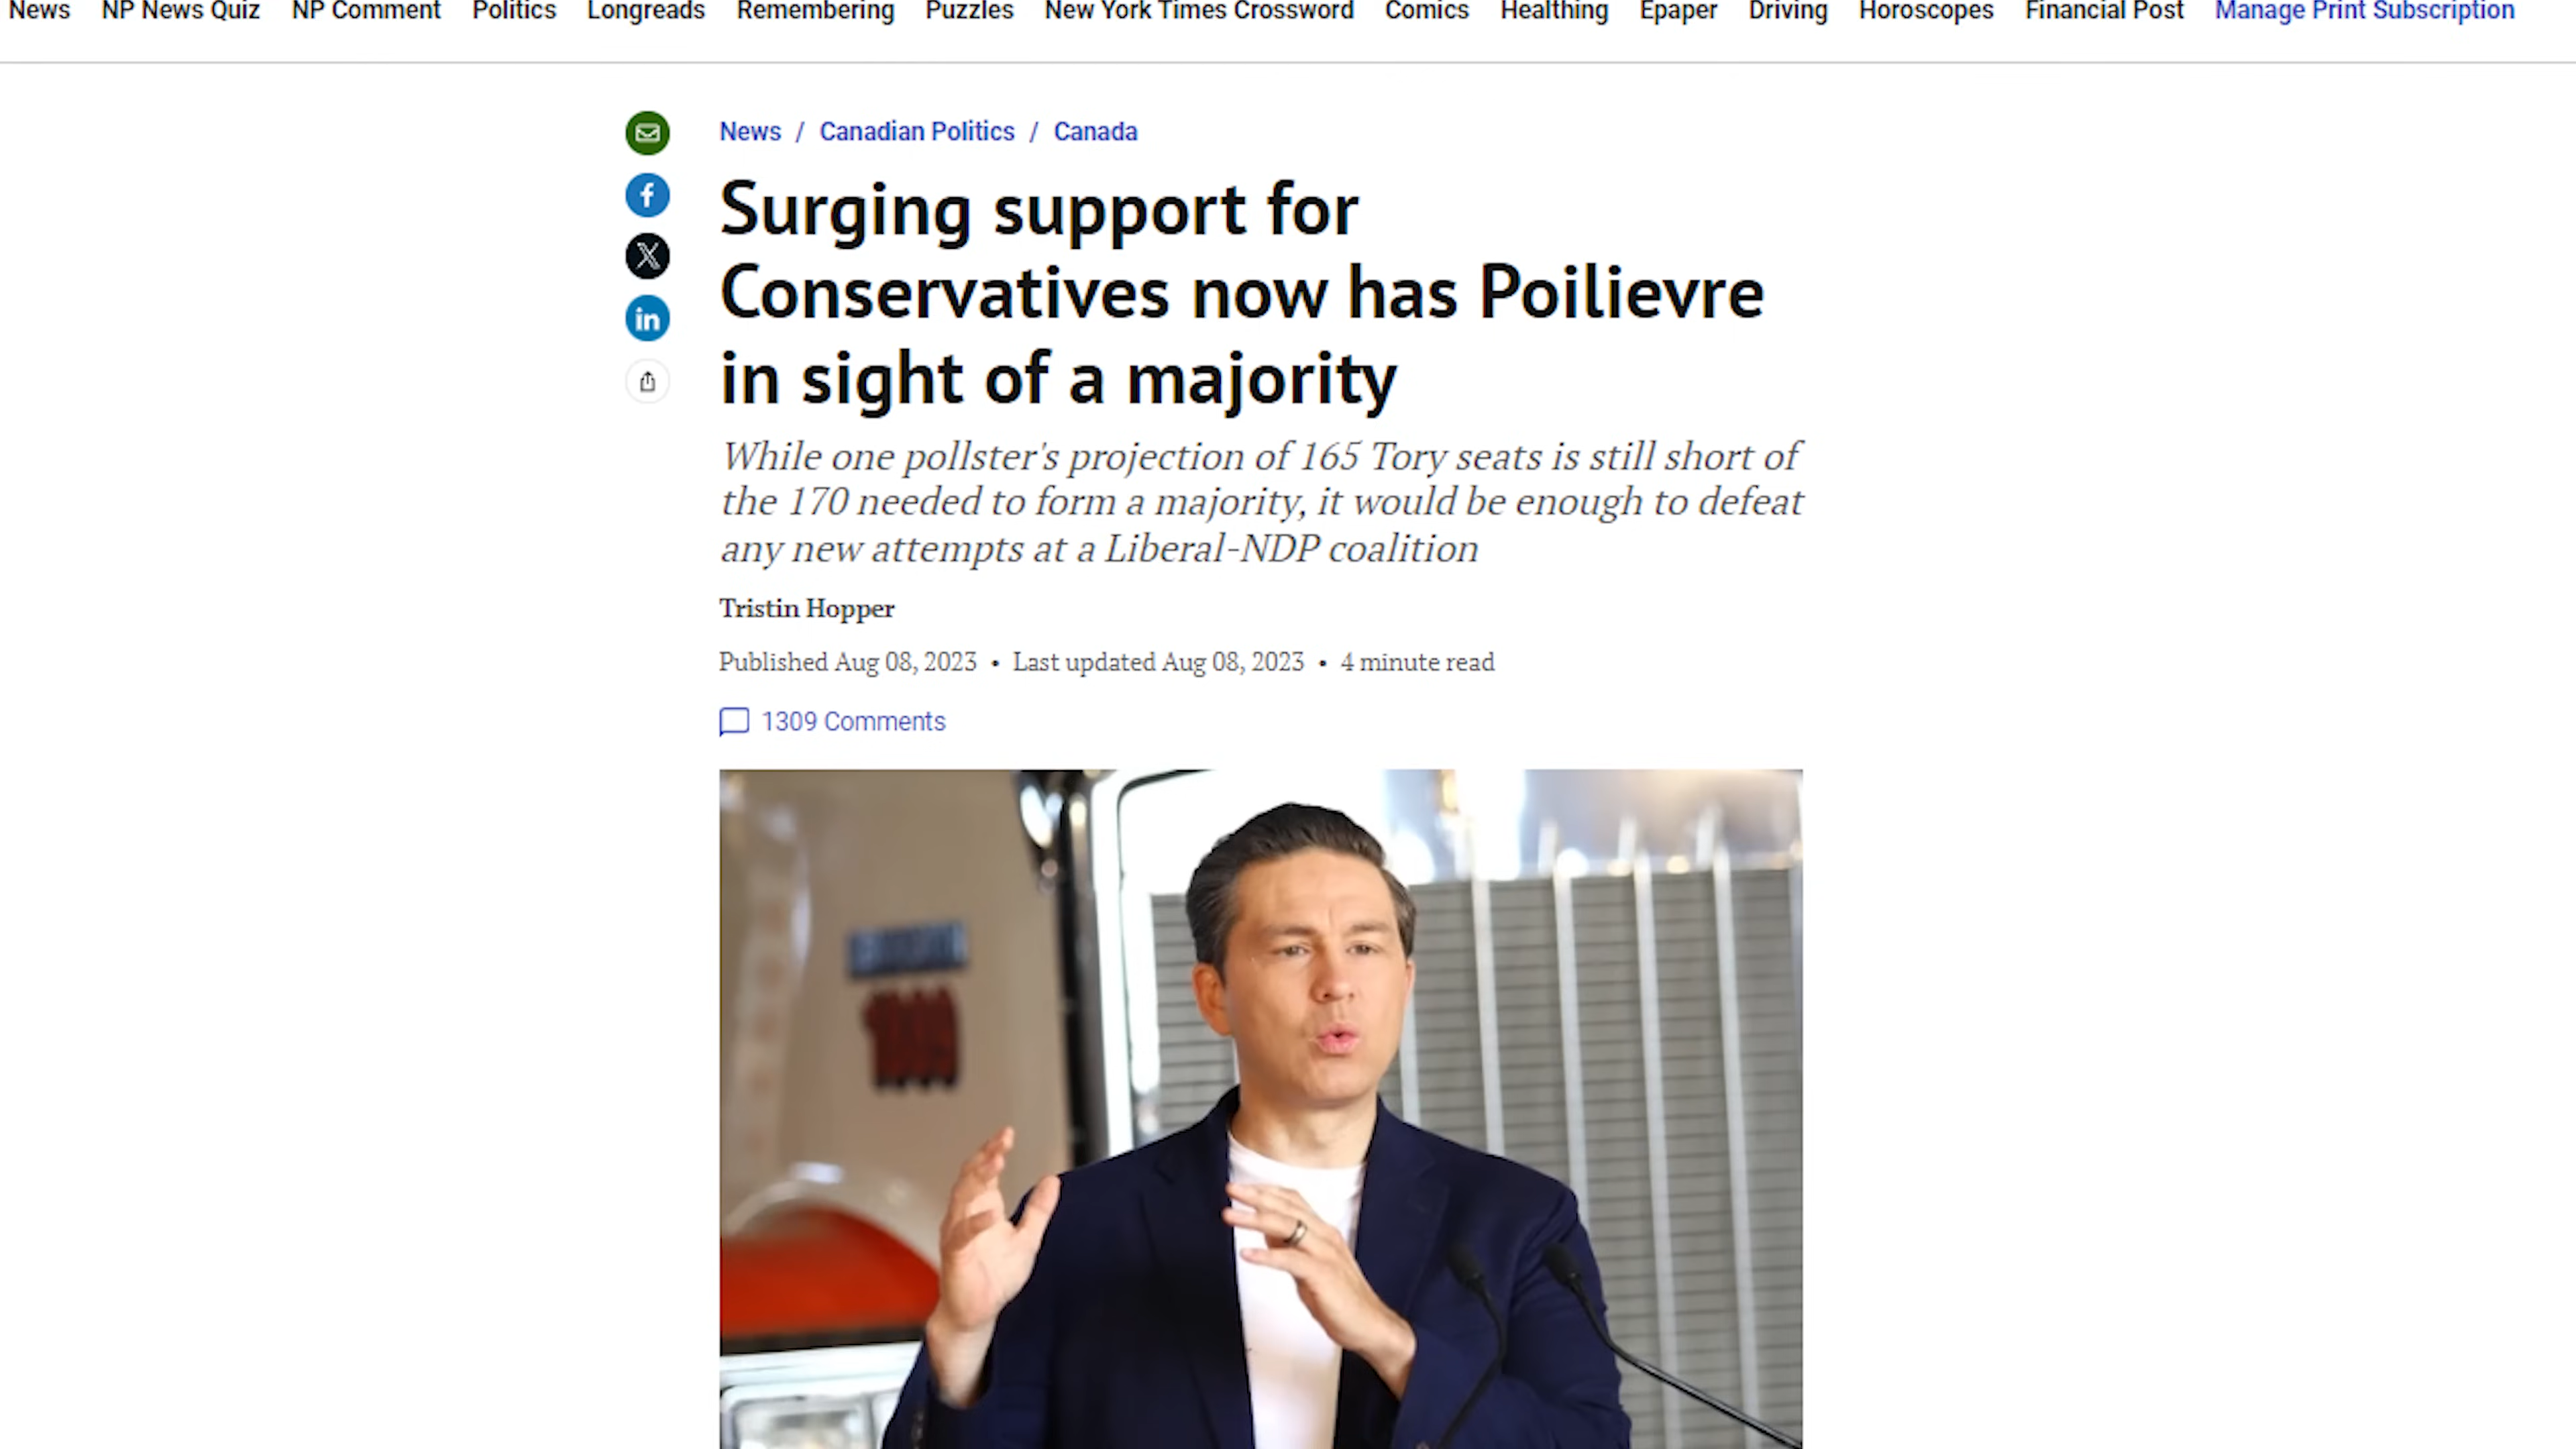 News NP News Quiz NP Comment Politics Longreads Remembering Puzzles New York Times Crossword Comics Healthing Epaper Driving Horoscopes Financial Post Manage Print Subscription
News / Canadian Politics / Canada
Surging support for
Conservatives now has Poilievre
in sight of a majority
While one pollster's projection of 165 Tory seats is still short of
the 170 needed to form a majority, it would be enough to defeat
any new attempts at a Liberal-NDP coalition
Tristin Hopper
Published Aug 08, 2023 • Last updated Aug 08, 2023 • 4 minute read
1309 Comments